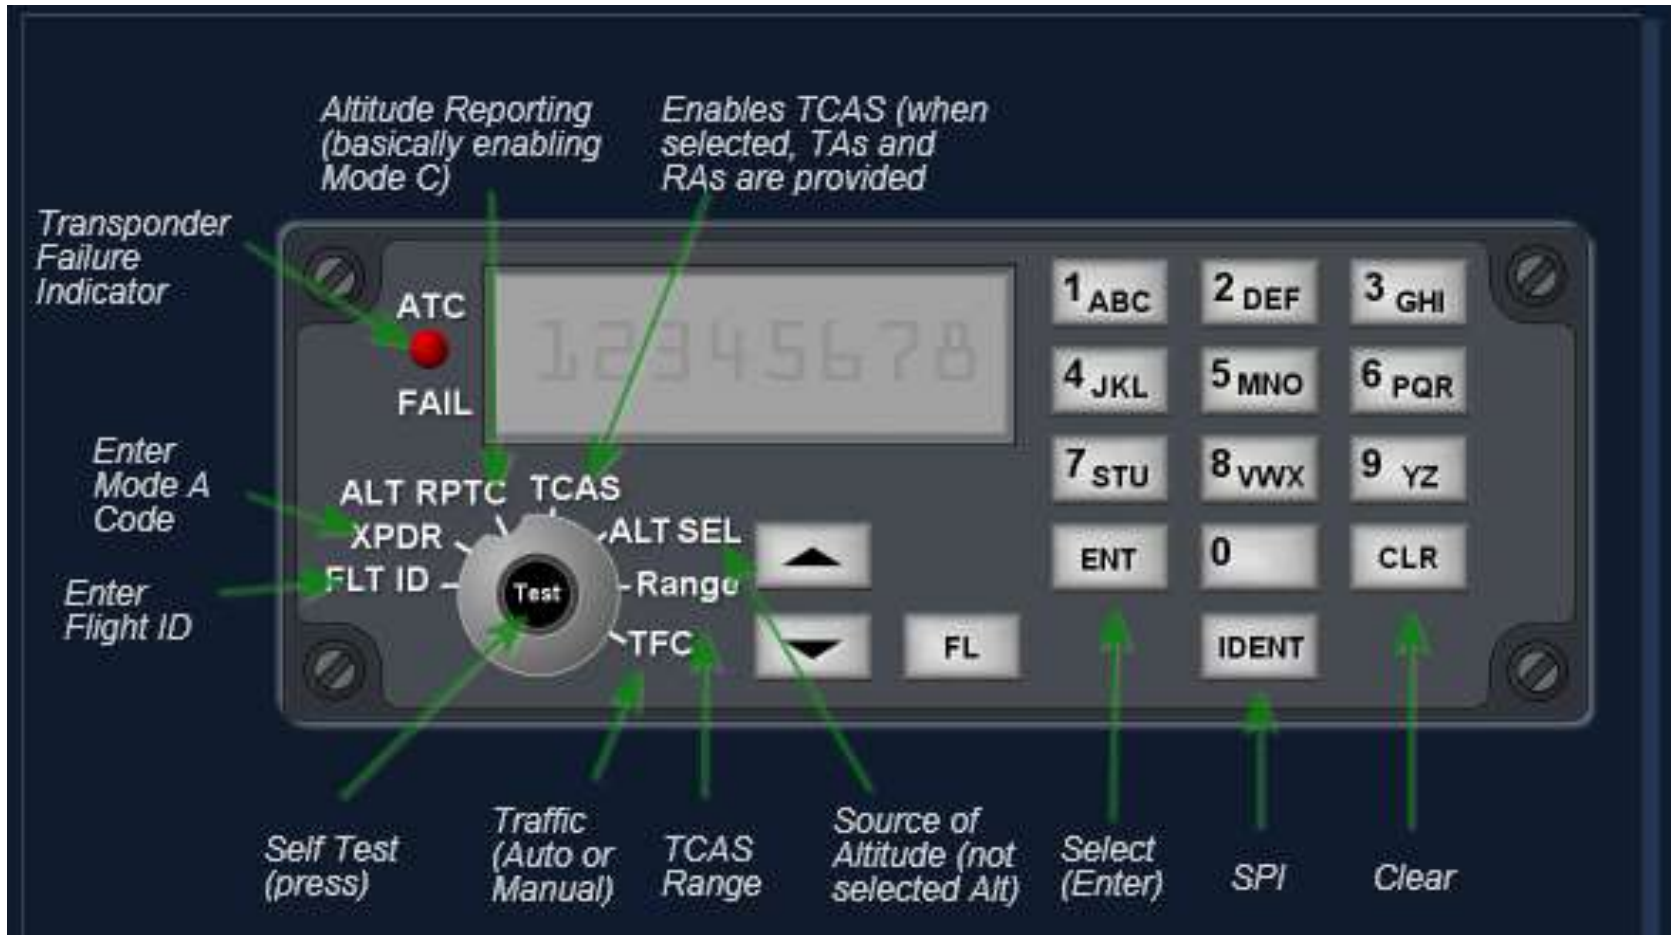 Altitude Reporting
(basically enabling
Mode C)
Enables TCAS (when
selected, TAs and
RAs are provided
Transponder
Failure
Indicator
ATC
FAIL
12345678
1 ABC
2 DEF
3 GHI
4 JKL
5 MNO
6 PQR
7 STU
8 VWX
9 YZ
ENT
0
CLR
IDENT
Enter
Mode A
Code
Enter
Flight ID
ALT RPTC
TCAS
XPDR
ALT SEL
FLT ID
Range
TFC
Test
FL
Self Test
(press)
Traffic
(Auto or
Manual)
TCAS
Range
Source of
Altitude (not
selected Alt)
Select
(Enter)
SPI
Clear